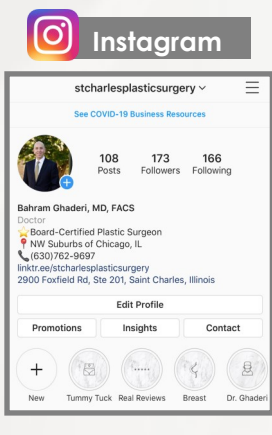 Instagram
stcharlesplasticsurgery
See COVID-19 Business Resources
108 173 166
Posts Followers Following
Bahram Ghaderi, MD, FACS
Doctor
Board-Certified Plastic Surgeon
NW Suburbs of Chicago, IL
(630)762-9697
linktr.ee/stcharlesplasticsurgery
2900 Foxfield Rd, Ste 201, Saint Charles, Illinois
Edit Profile
Promotions Insights Contact
New Tummy Tuck Real Reviews Breast Dr. Ghaderi